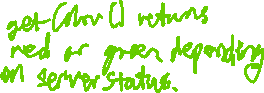 getColor() returns
red or green depending
on server status.